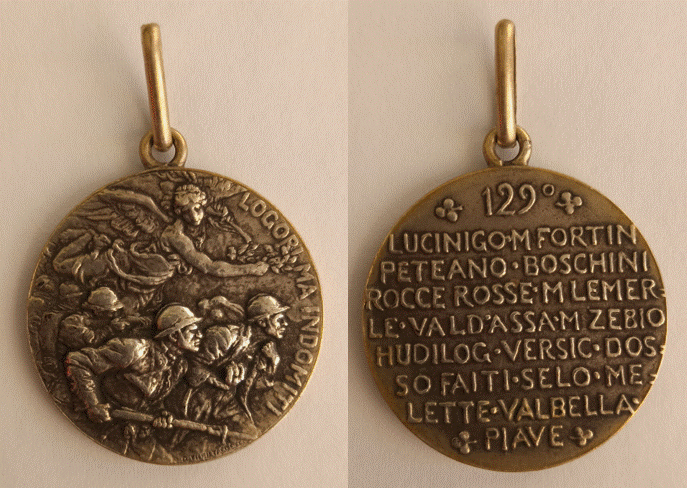 LOGORI MA INDOMITI
129°
LUCINIGO·M FORTIN
PETEANO·BOSCHINI
ROCCE ROSSE·M LEMER-
LE·VAL D'ASSA·M ZEBIO
HUDILOG·VERSIC·DOS-
SO FAITI·SELO·ME-
LETTE·VALBELLA·
PIAVE